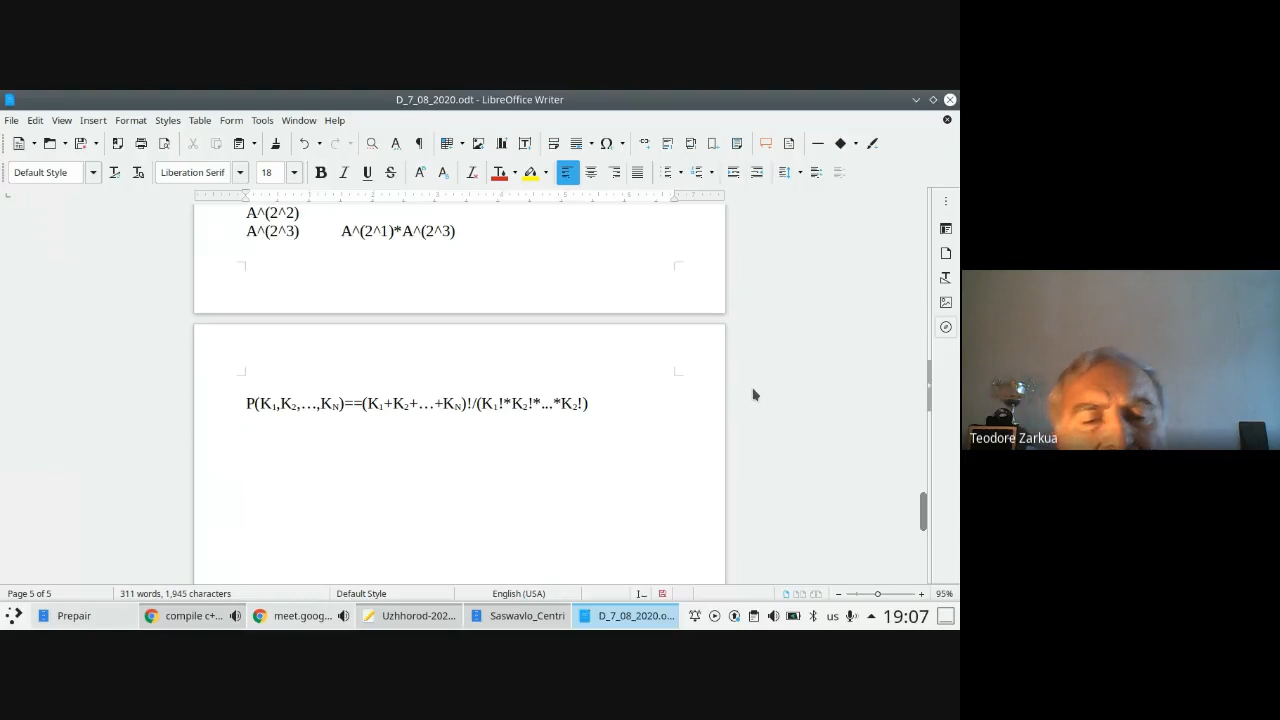 D_7_08_2020.odt - LibreOffice Writer
File Edit View Insert Format Styles Table Form Tools Window Help
Default Style Liberation Serif 18
A^(2^2)
A^(2^3) A^(2^1)*A^(2^3)
P(K₁,K₂,…,K_N)==(K₁+K₂+…+K_N)!/(K₁!*K₂!*...*K₂!)
Teodore Zarkua
Page 5 of 5 311 words, 1,945 characters Default Style English (USA) 95%
Prepair compile c+... meet.goog... Uzhhorod-202... Saswavlo_Centri D_7_08_2020.o... us 19:07